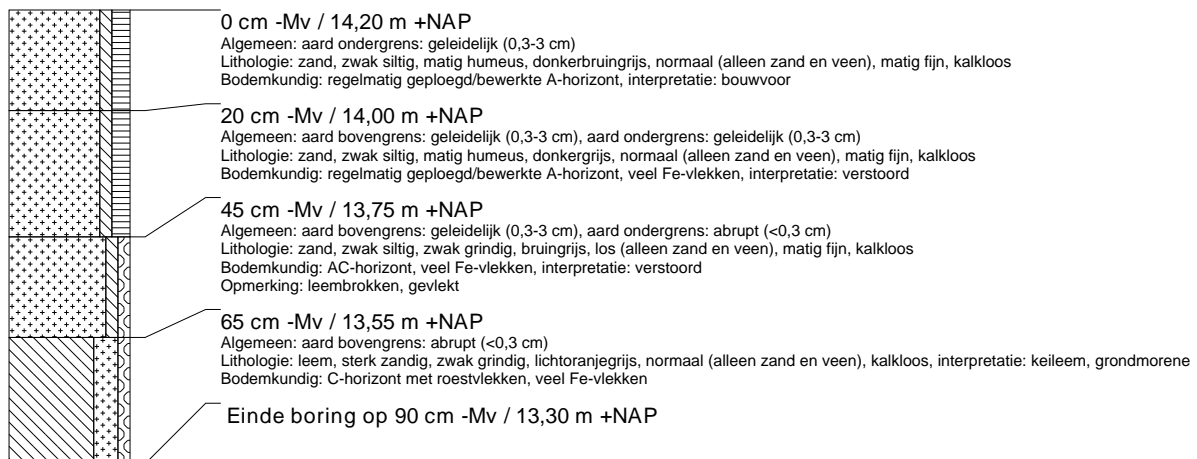 0 cm -Mv / 14,20 m +NAP
Algemeen: aard ondergrens: geleidelijk (0,3-3 cm)
Lithologie: zand, zwak siltig, matig humeus, donkerbruingrijs, normaal (alleen zand en veen), matig fijn, kalkloos
Bodemkundig: regelmatig geploegd/bewerkte A-horizont, interpretatie: bouwvoor
20 cm -Mv / 14,00 m +NAP
Algemeen: aard bovengrens: geleidelijk (0,3-3 cm), aard ondergrens: geleidelijk (0,3-3 cm)
Lithologie: zand, zwak siltig, matig humeus, donkergrijs, normaal (alleen zand en veen), matig fijn, kalkloos
Bodemkundig: regelmatig geploegd/bewerkte A-horizont, veel Fe-vlekken, interpretatie: verstoord
45 cm -Mv / 13,75 m +NAP
Algemeen: aard bovengrens: geleidelijk (0,3-3 cm), aard ondergrens: abrupt (<0,3 cm)
Lithologie: zand, zwak siltig, zwak grindig, bruingrijs, los (alleen zand en veen), matig fijn, kalkloos
Bodemkundig: AC-horizont, veel Fe-vlekken, interpretatie: verstoord
Opmerking: leembrokken, gevlekt
65 cm -Mv / 13,55 m +NAP
Algemeen: aard bovengrens: abrupt (<0,3 cm)
Lithologie: leem, sterk zandig, zwak grindig, lichtoranjegrijs, normaal (alleen zand en veen), kalkloos, interpretatie: keileem, grondmorene
Bodemkundig: C-horizont met roestvlekken, veel Fe-vlekken
Einde boring op 90 cm -Mv / 13,30 m +NAP